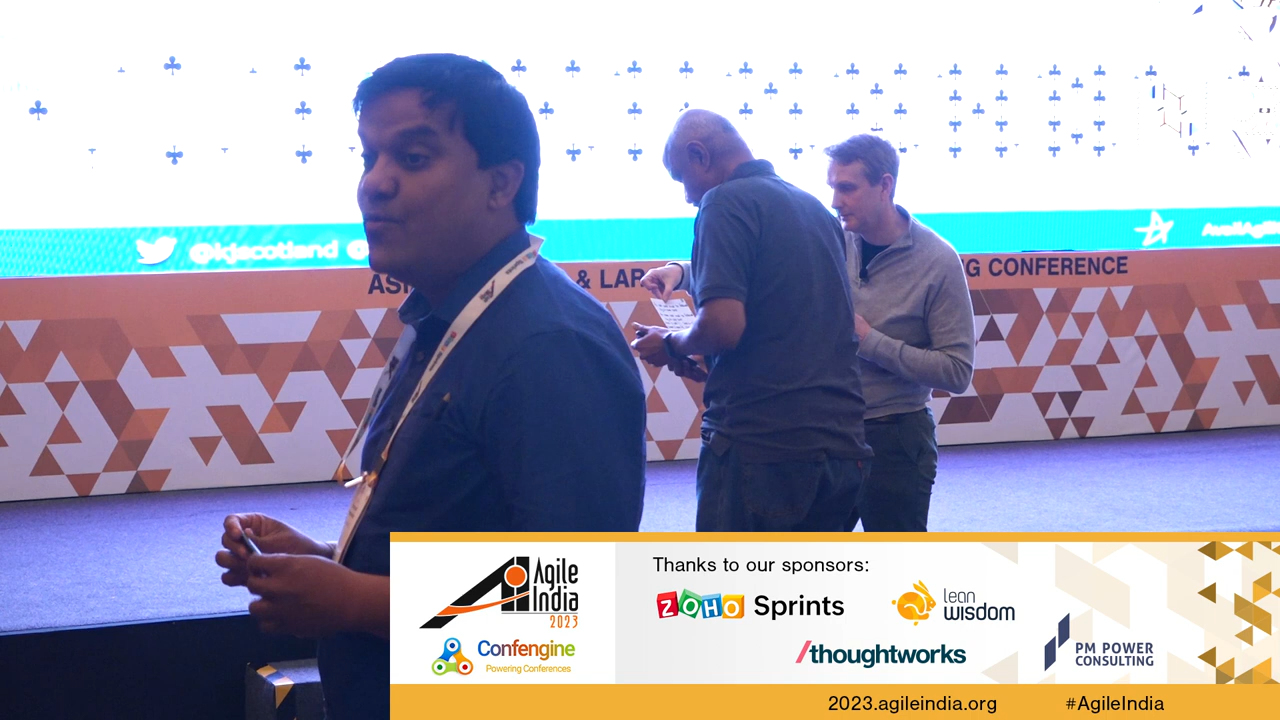 @kjscotland
& LAR
G CONFERENCE
Agile
India
2023
Confengine
Powering Conferences
Thanks to our sponsors:
ZOHO Sprints
lean
wisdom
/thoughtworks
PM POWER
CONSULTING
2023.agileindia.org #AgileIndia